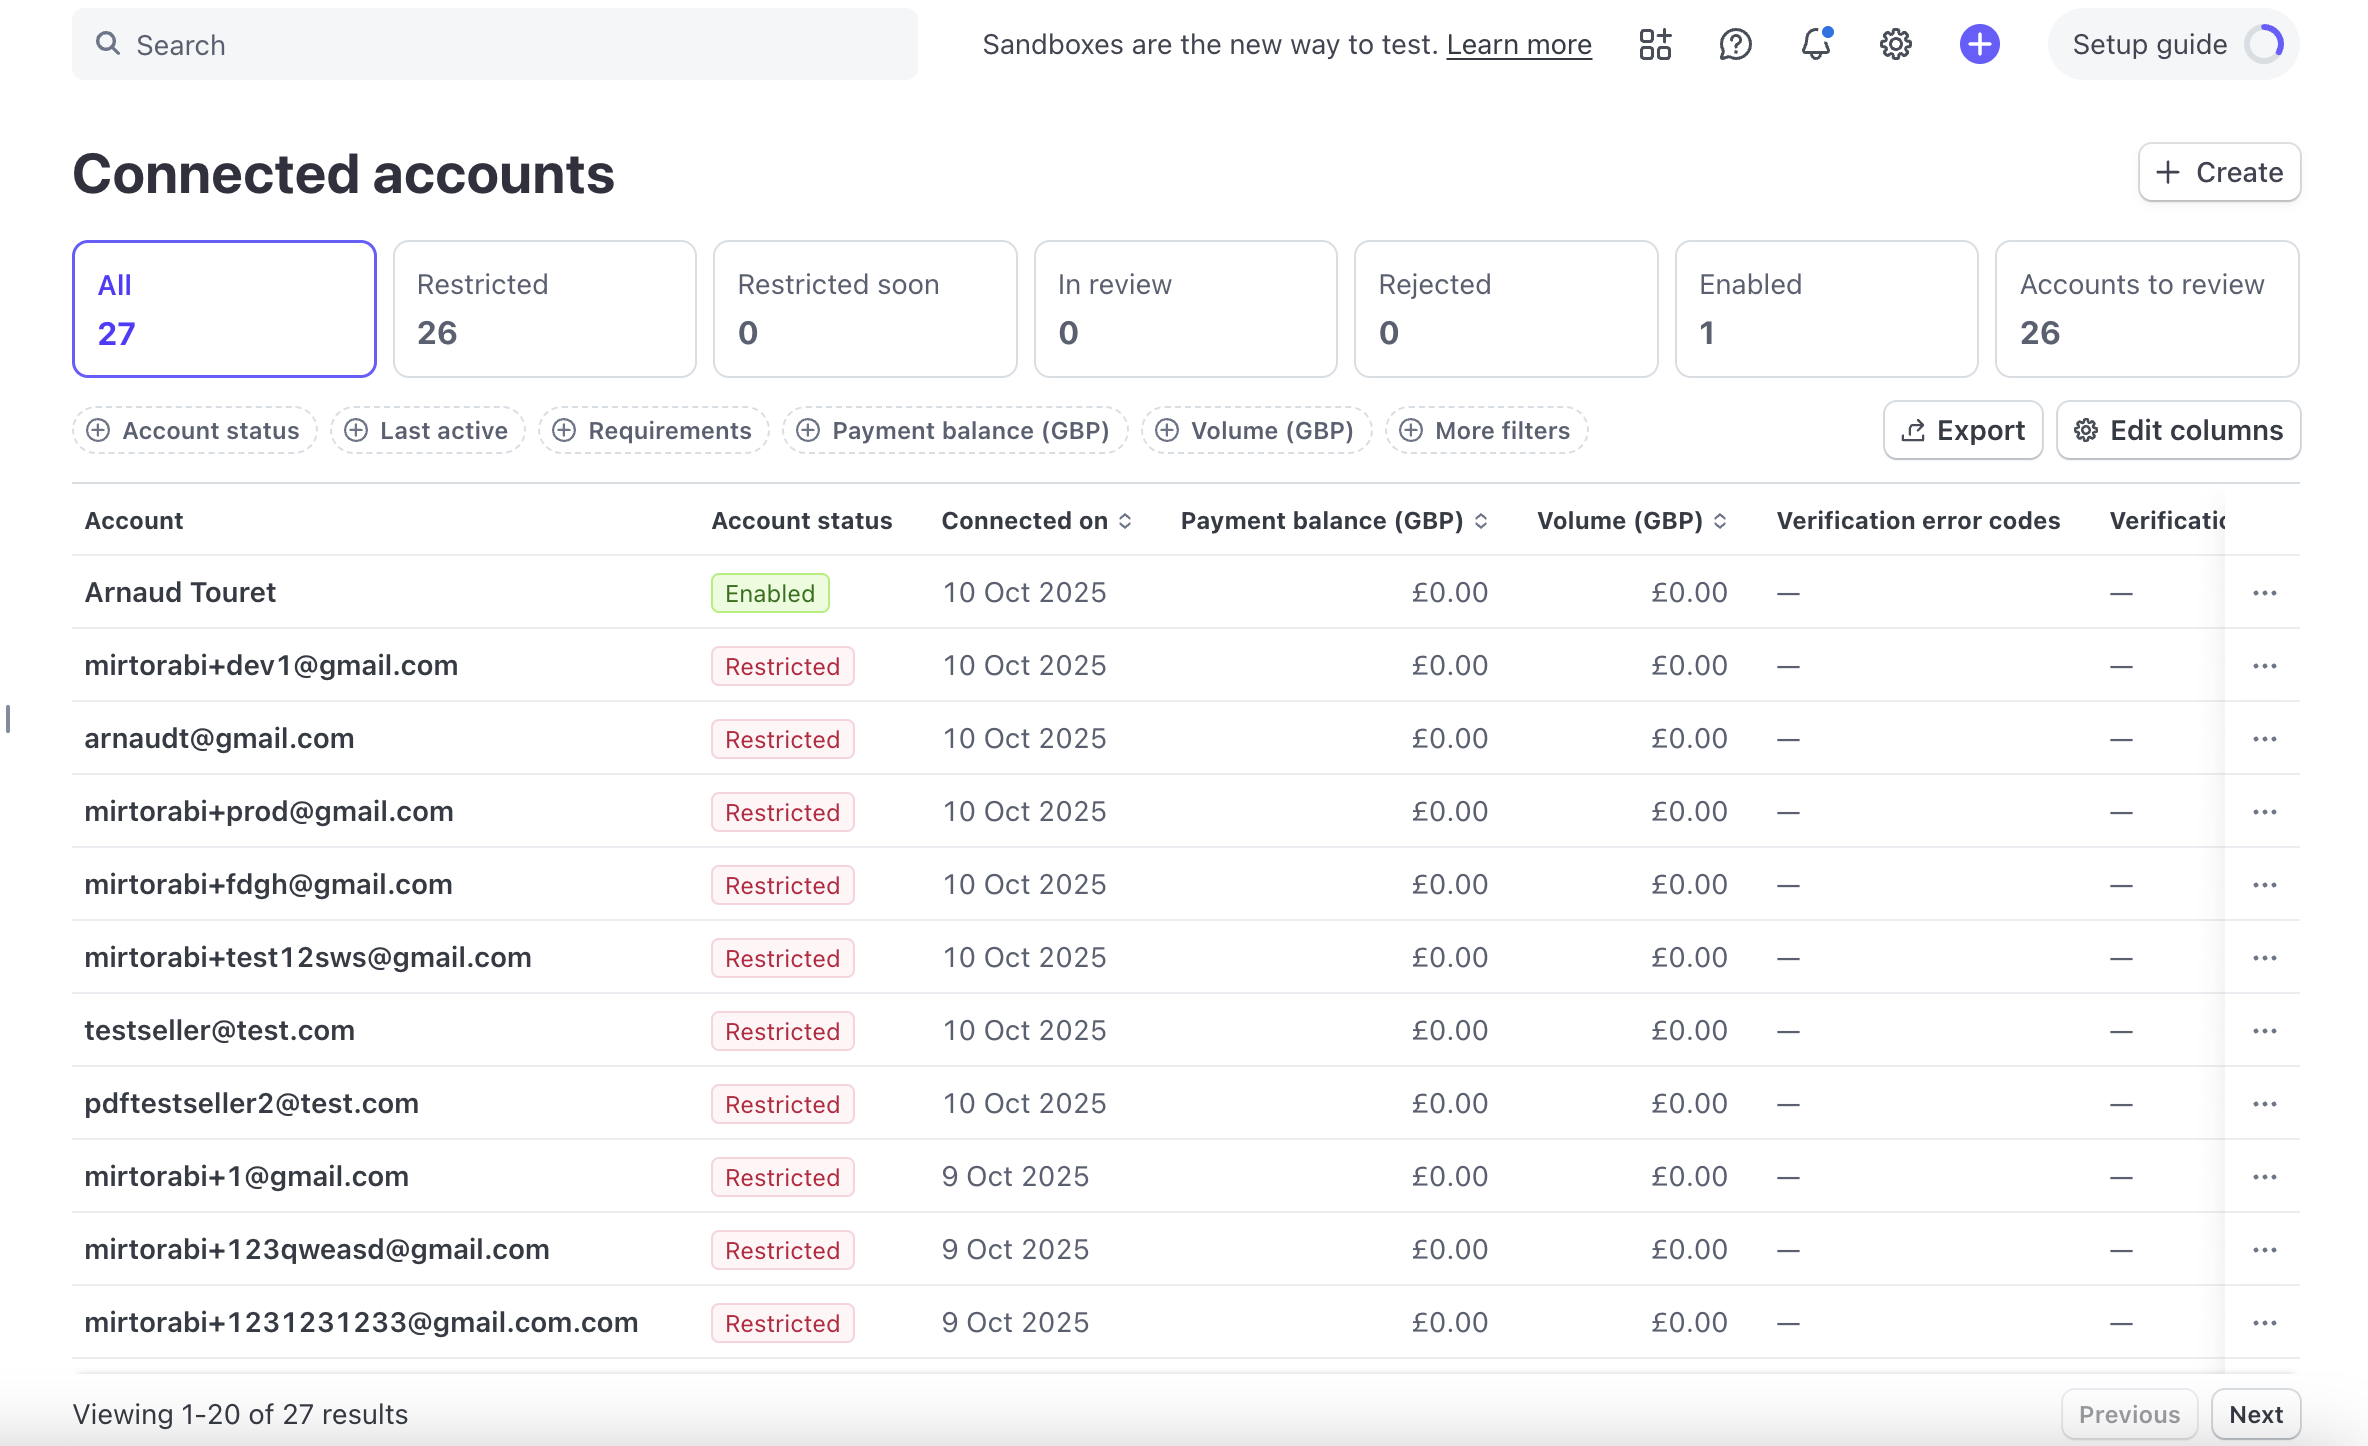 Search
Sandboxes are the new way to test. Learn more
Setup guide
Connected accounts
Create
All
27
Restricted
26
Restricted soon
0
In review
0
Rejected
0
Enabled
1
Accounts to review
26
Account status
Last active
Requirements
Payment balance (GBP)
Volume (GBP)
More filters
Export
Edit columns
Account Account status Connected on Payment balance (GBP) Volume (GBP) Verification error codes Verificatio
Arnaud Touret Enabled 10 Oct 2025 £0.00 £0.00 — —
mirtorabi+dev1@gmail.com Restricted 10 Oct 2025 £0.00 £0.00 — —
arnaudt@gmail.com Restricted 10 Oct 2025 £0.00 £0.00 — —
mirtorabi+prod@gmail.com Restricted 10 Oct 2025 £0.00 £0.00 — —
mirtorabi+fdgh@gmail.com Restricted 10 Oct 2025 £0.00 £0.00 — —
mirtorabi+test12sws@gmail.com Restricted 10 Oct 2025 £0.00 £0.00 — —
testseller@test.com Restricted 10 Oct 2025 £0.00 £0.00 — —
pdftestseller2@test.com Restricted 10 Oct 2025 £0.00 £0.00 — —
mirtorabi+1@gmail.com Restricted 9 Oct 2025 £0.00 £0.00 — —
mirtorabi+123qweasd@gmail.com Restricted 9 Oct 2025 £0.00 £0.00 — —
mirtorabi+1231231233@gmail.com.com Restricted 9 Oct 2025 £0.00 £0.00 — —
Viewing 1-20 of 27 results
Previous
Next